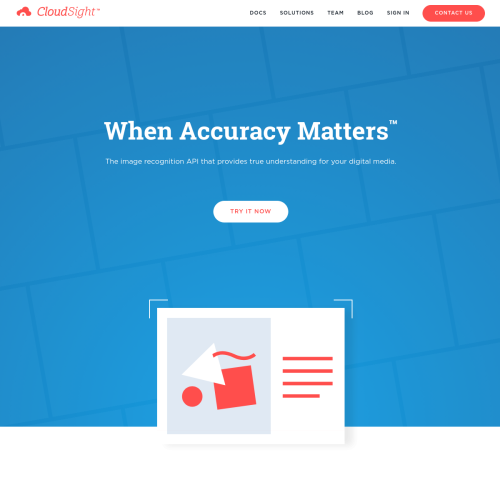 CloudSight™
DOCS
SOLUTIONS
TEAM
BLOG
SIGN IN
CONTACT US
When Accuracy Matters™
The image recognition API that provides true understanding for your digital media.
TRY IT NOW